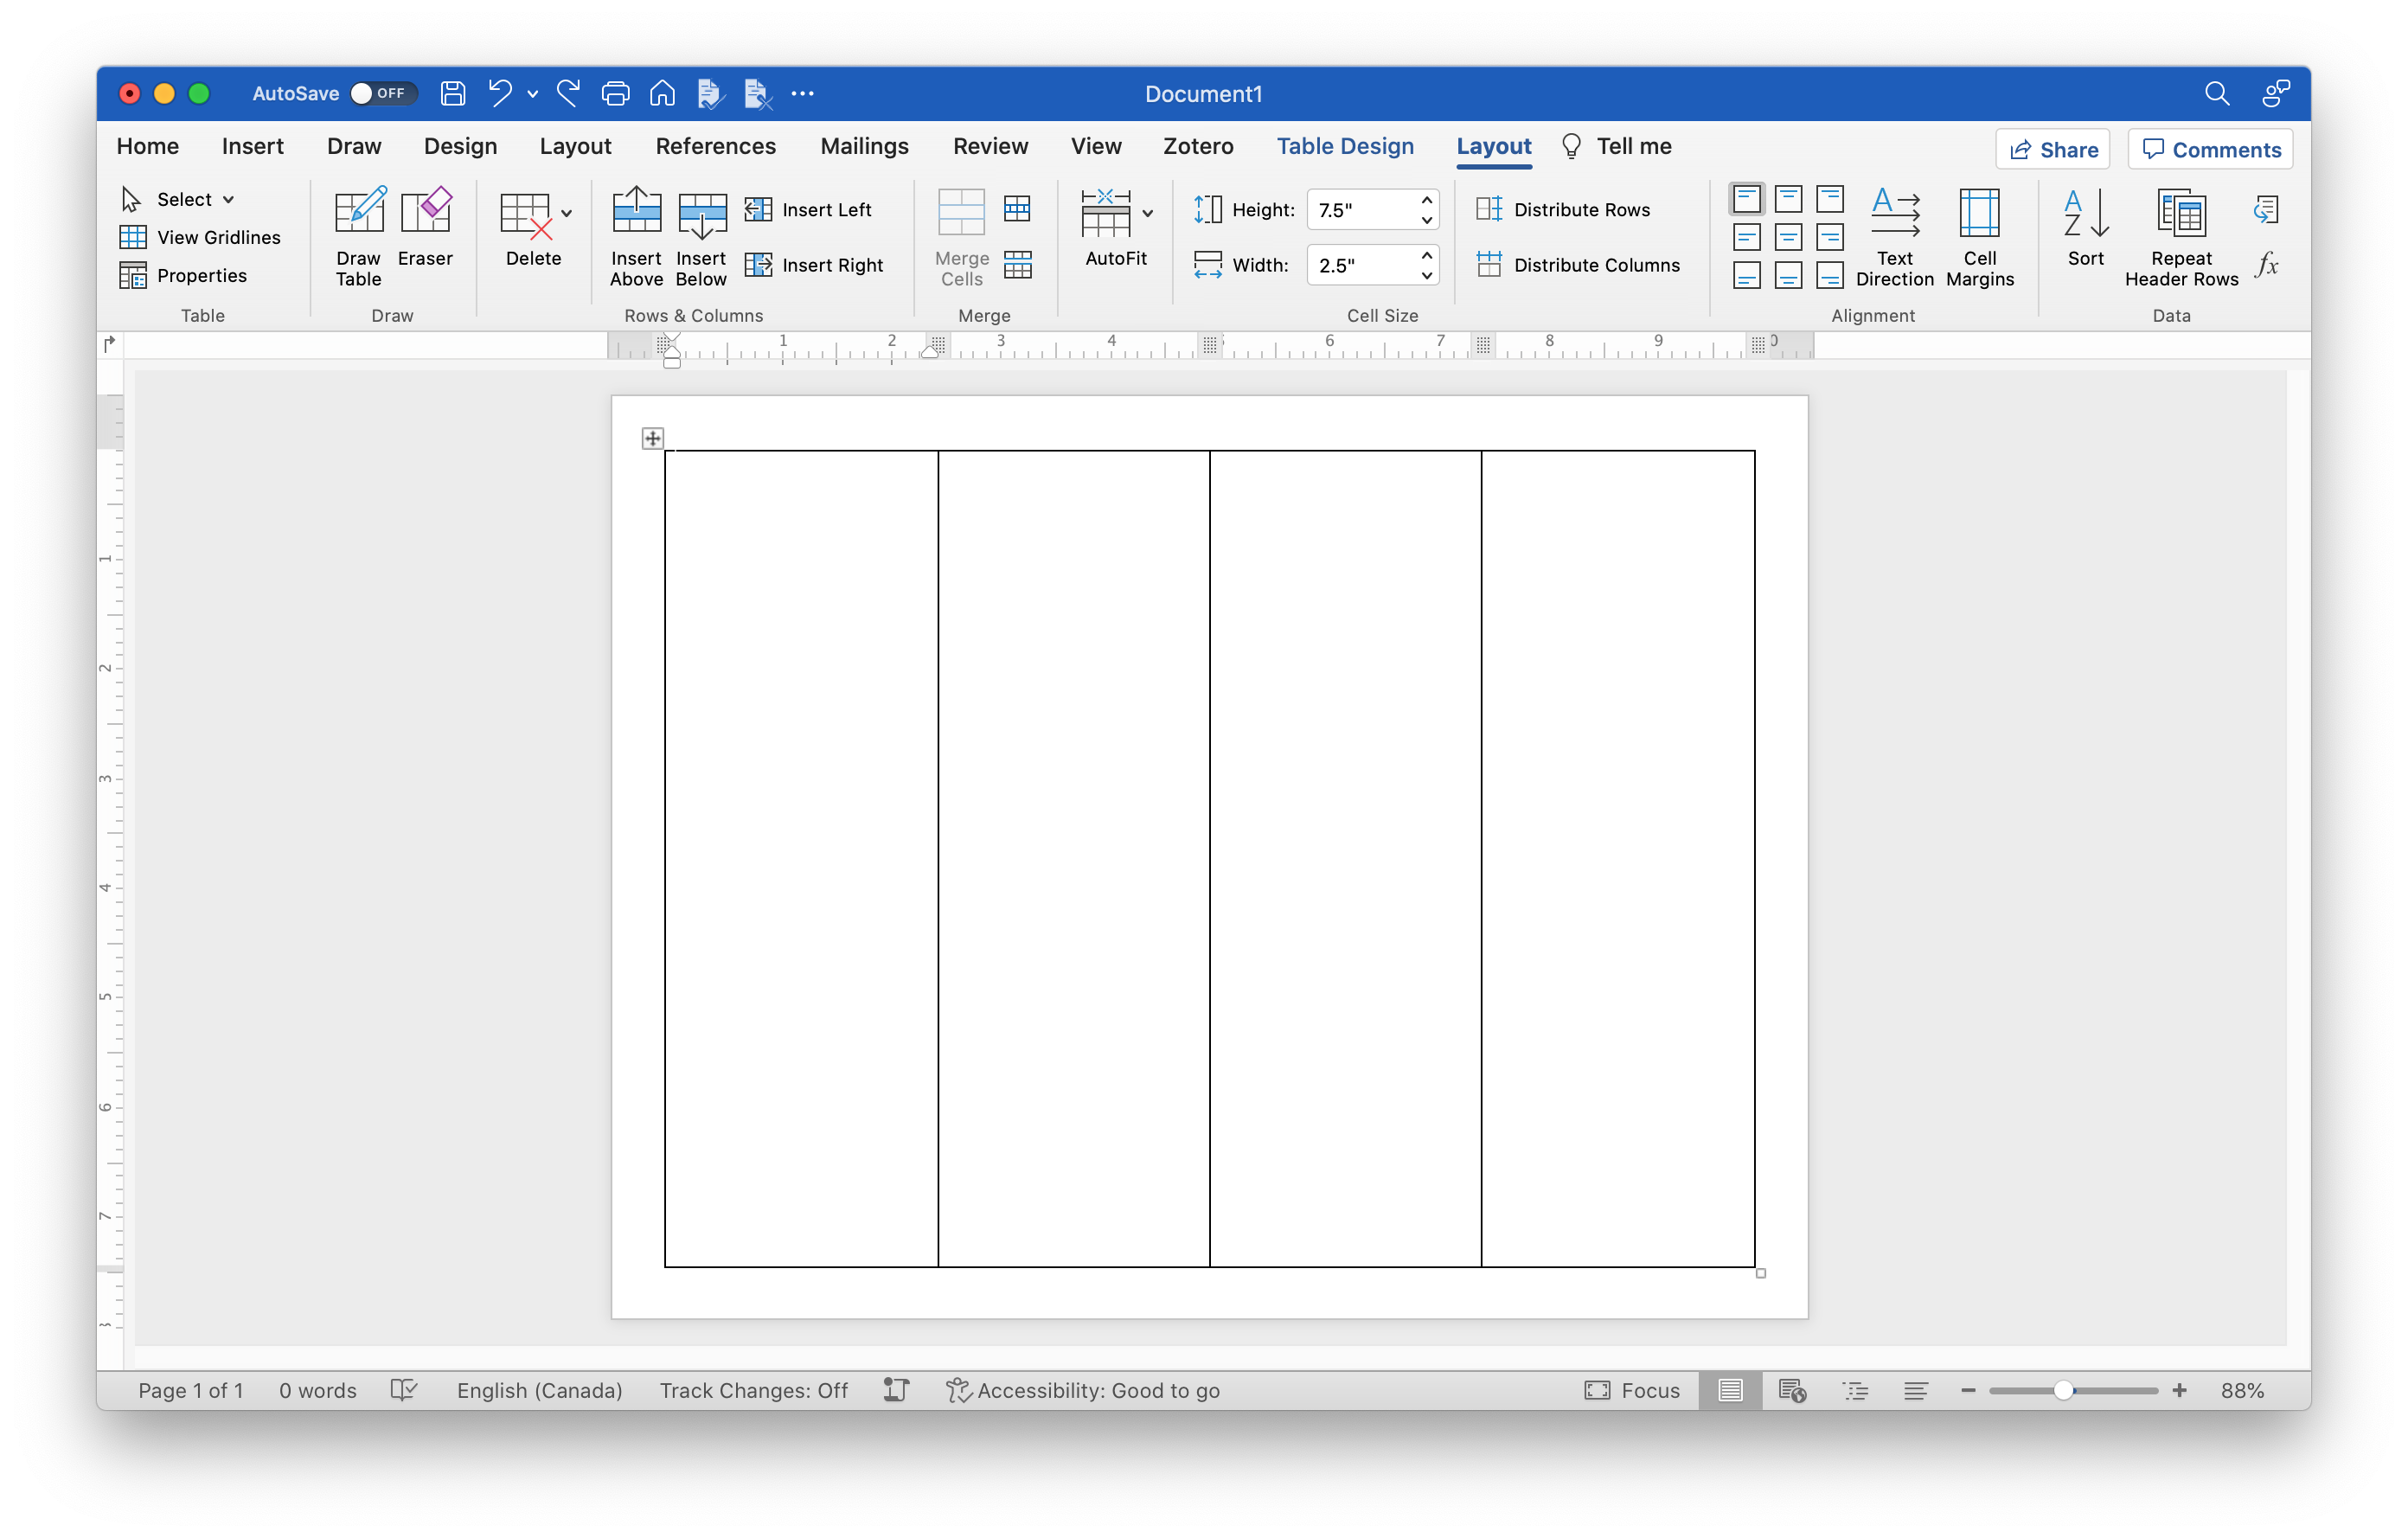 AutoSave OFF Document1
Home Insert Draw Design Layout References Mailings Review View Zotero Table Design Layout Tell me Share Comments
Select
View Gridlines
Properties
Table
Draw Table
Eraser
Draw
Delete
Insert Above
Insert Below
Insert Left
Insert Right
Rows & Columns
Merge Cells
Merge
AutoFit
Height: 7.5"
Width: 2.5"
Cell Size
Distribute Rows
Distribute Columns
A
Text Direction
Cell Margins
Alignment
A
Z
Sort
Repeat Header Rows
fx
Data
1 2 3 4 6 7 8 9
1
2
3
4
5
6
7
Page 1 of 1 0 words English (Canada) Track Changes: Off Accessibility: Good to go Focus 88%